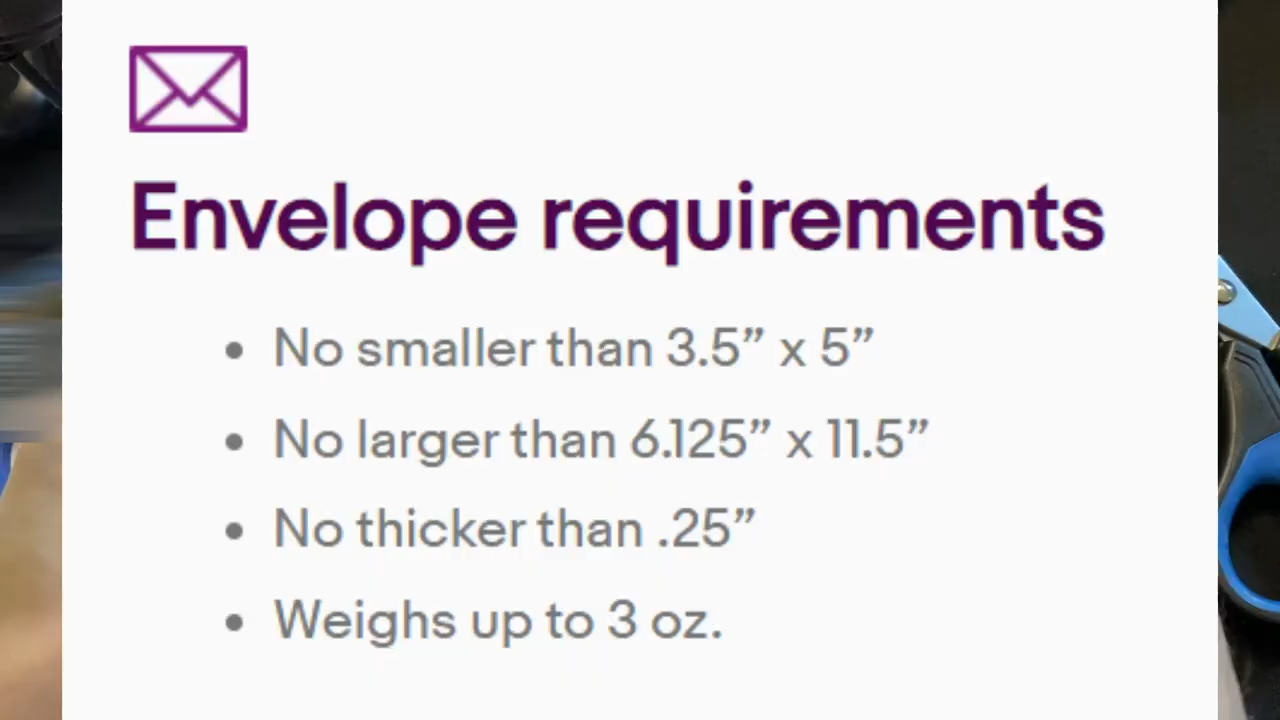 Envelope requirements
• No smaller than 3.5” x 5”
• No larger than 6.125” x 11.5”
• No thicker than .25”
• Weighs up to 3 oz.